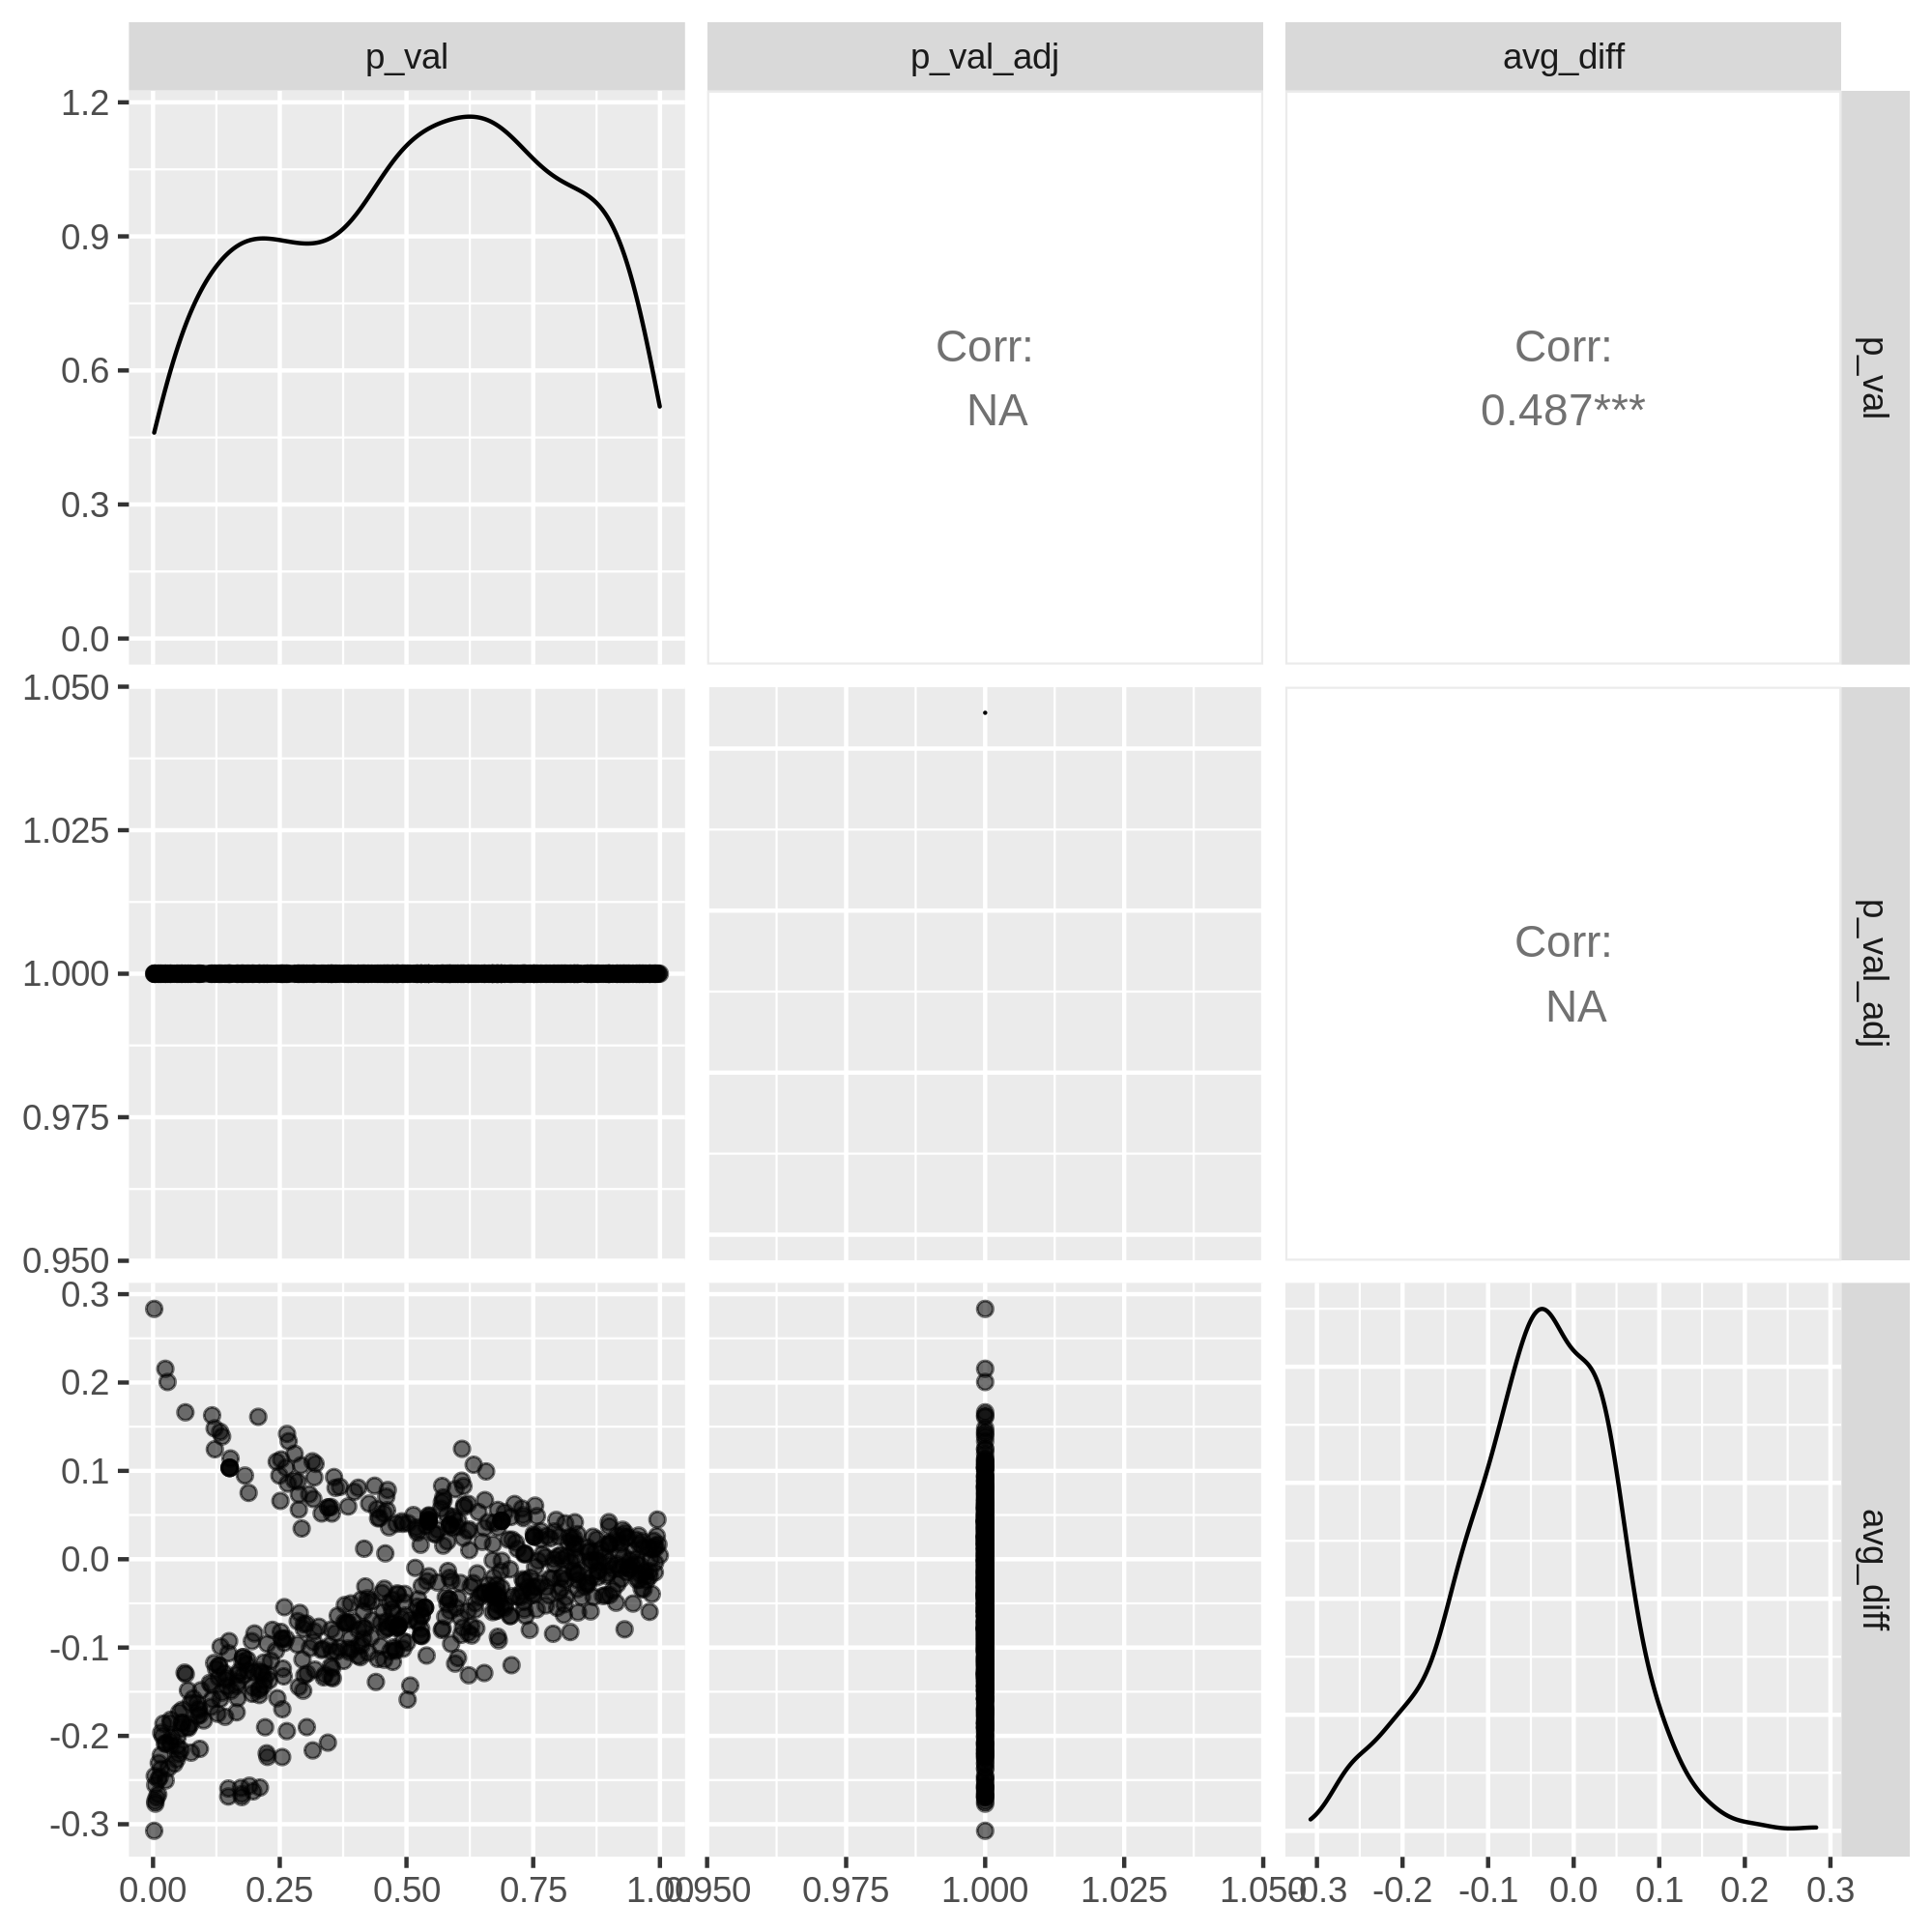 p_val
p_val_adj
avg_diff
1.2
0.9
0.6
0.3
0.0
Corr:
NA
Corr:
0.487***
p_val
1.050
1.025
1.000
0.975
0.950
Corr:
NA
p_val_adj
0.3
0.2
0.1
0.0
-0.1
-0.2
-0.3
avg_diff
0.00 0.25 0.50 0.75 1.00
0.950 0.975 1.000 1.025 1.050
-0.3 -0.2 -0.1 0.0 0.1 0.2 0.3